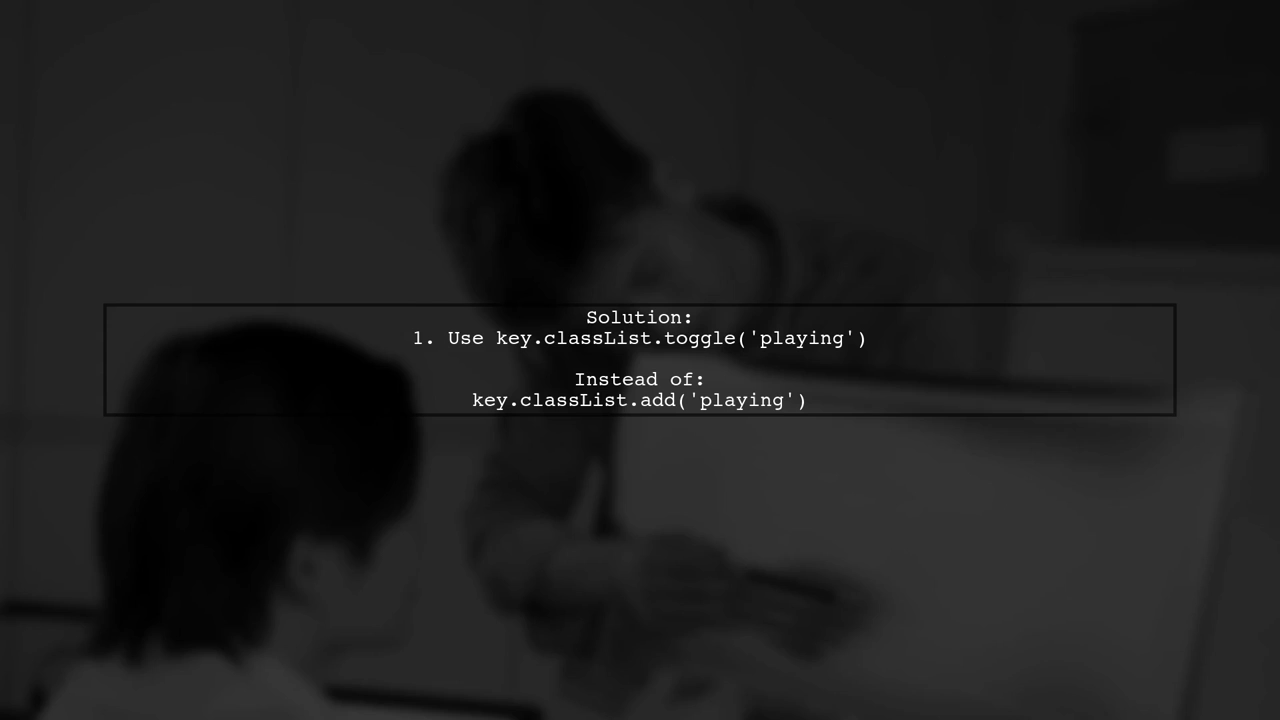 Solution:
1. Use key.classList.toggle('playing')
Instead of:
key.classList.add('playing')